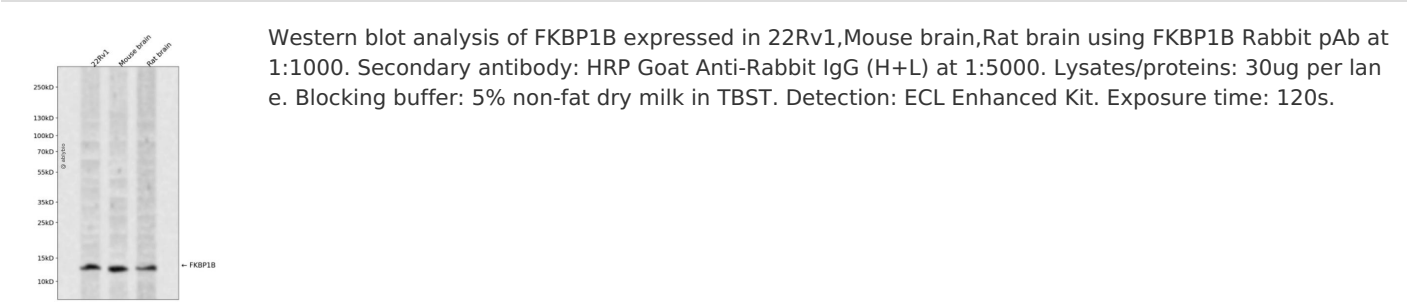 22Rv1
Mouse brain
Rat brain
250kD
130kD
100kD
70kD
55kD
35kD
25kD
15kD
10kD
@ abytbio
← FKBP1B
Western blot analysis of FKBP1B expressed in 22Rv1,Mouse brain,Rat brain using FKBP1B Rabbit pAb at
1:1000. Secondary antibody: HRP Goat Anti-Rabbit IgG (H+L) at 1:5000. Lysates/proteins: 30ug per lan
e. Blocking buffer: 5% non-fat dry milk in TBST. Detection: ECL Enhanced Kit. Exposure time: 120s.